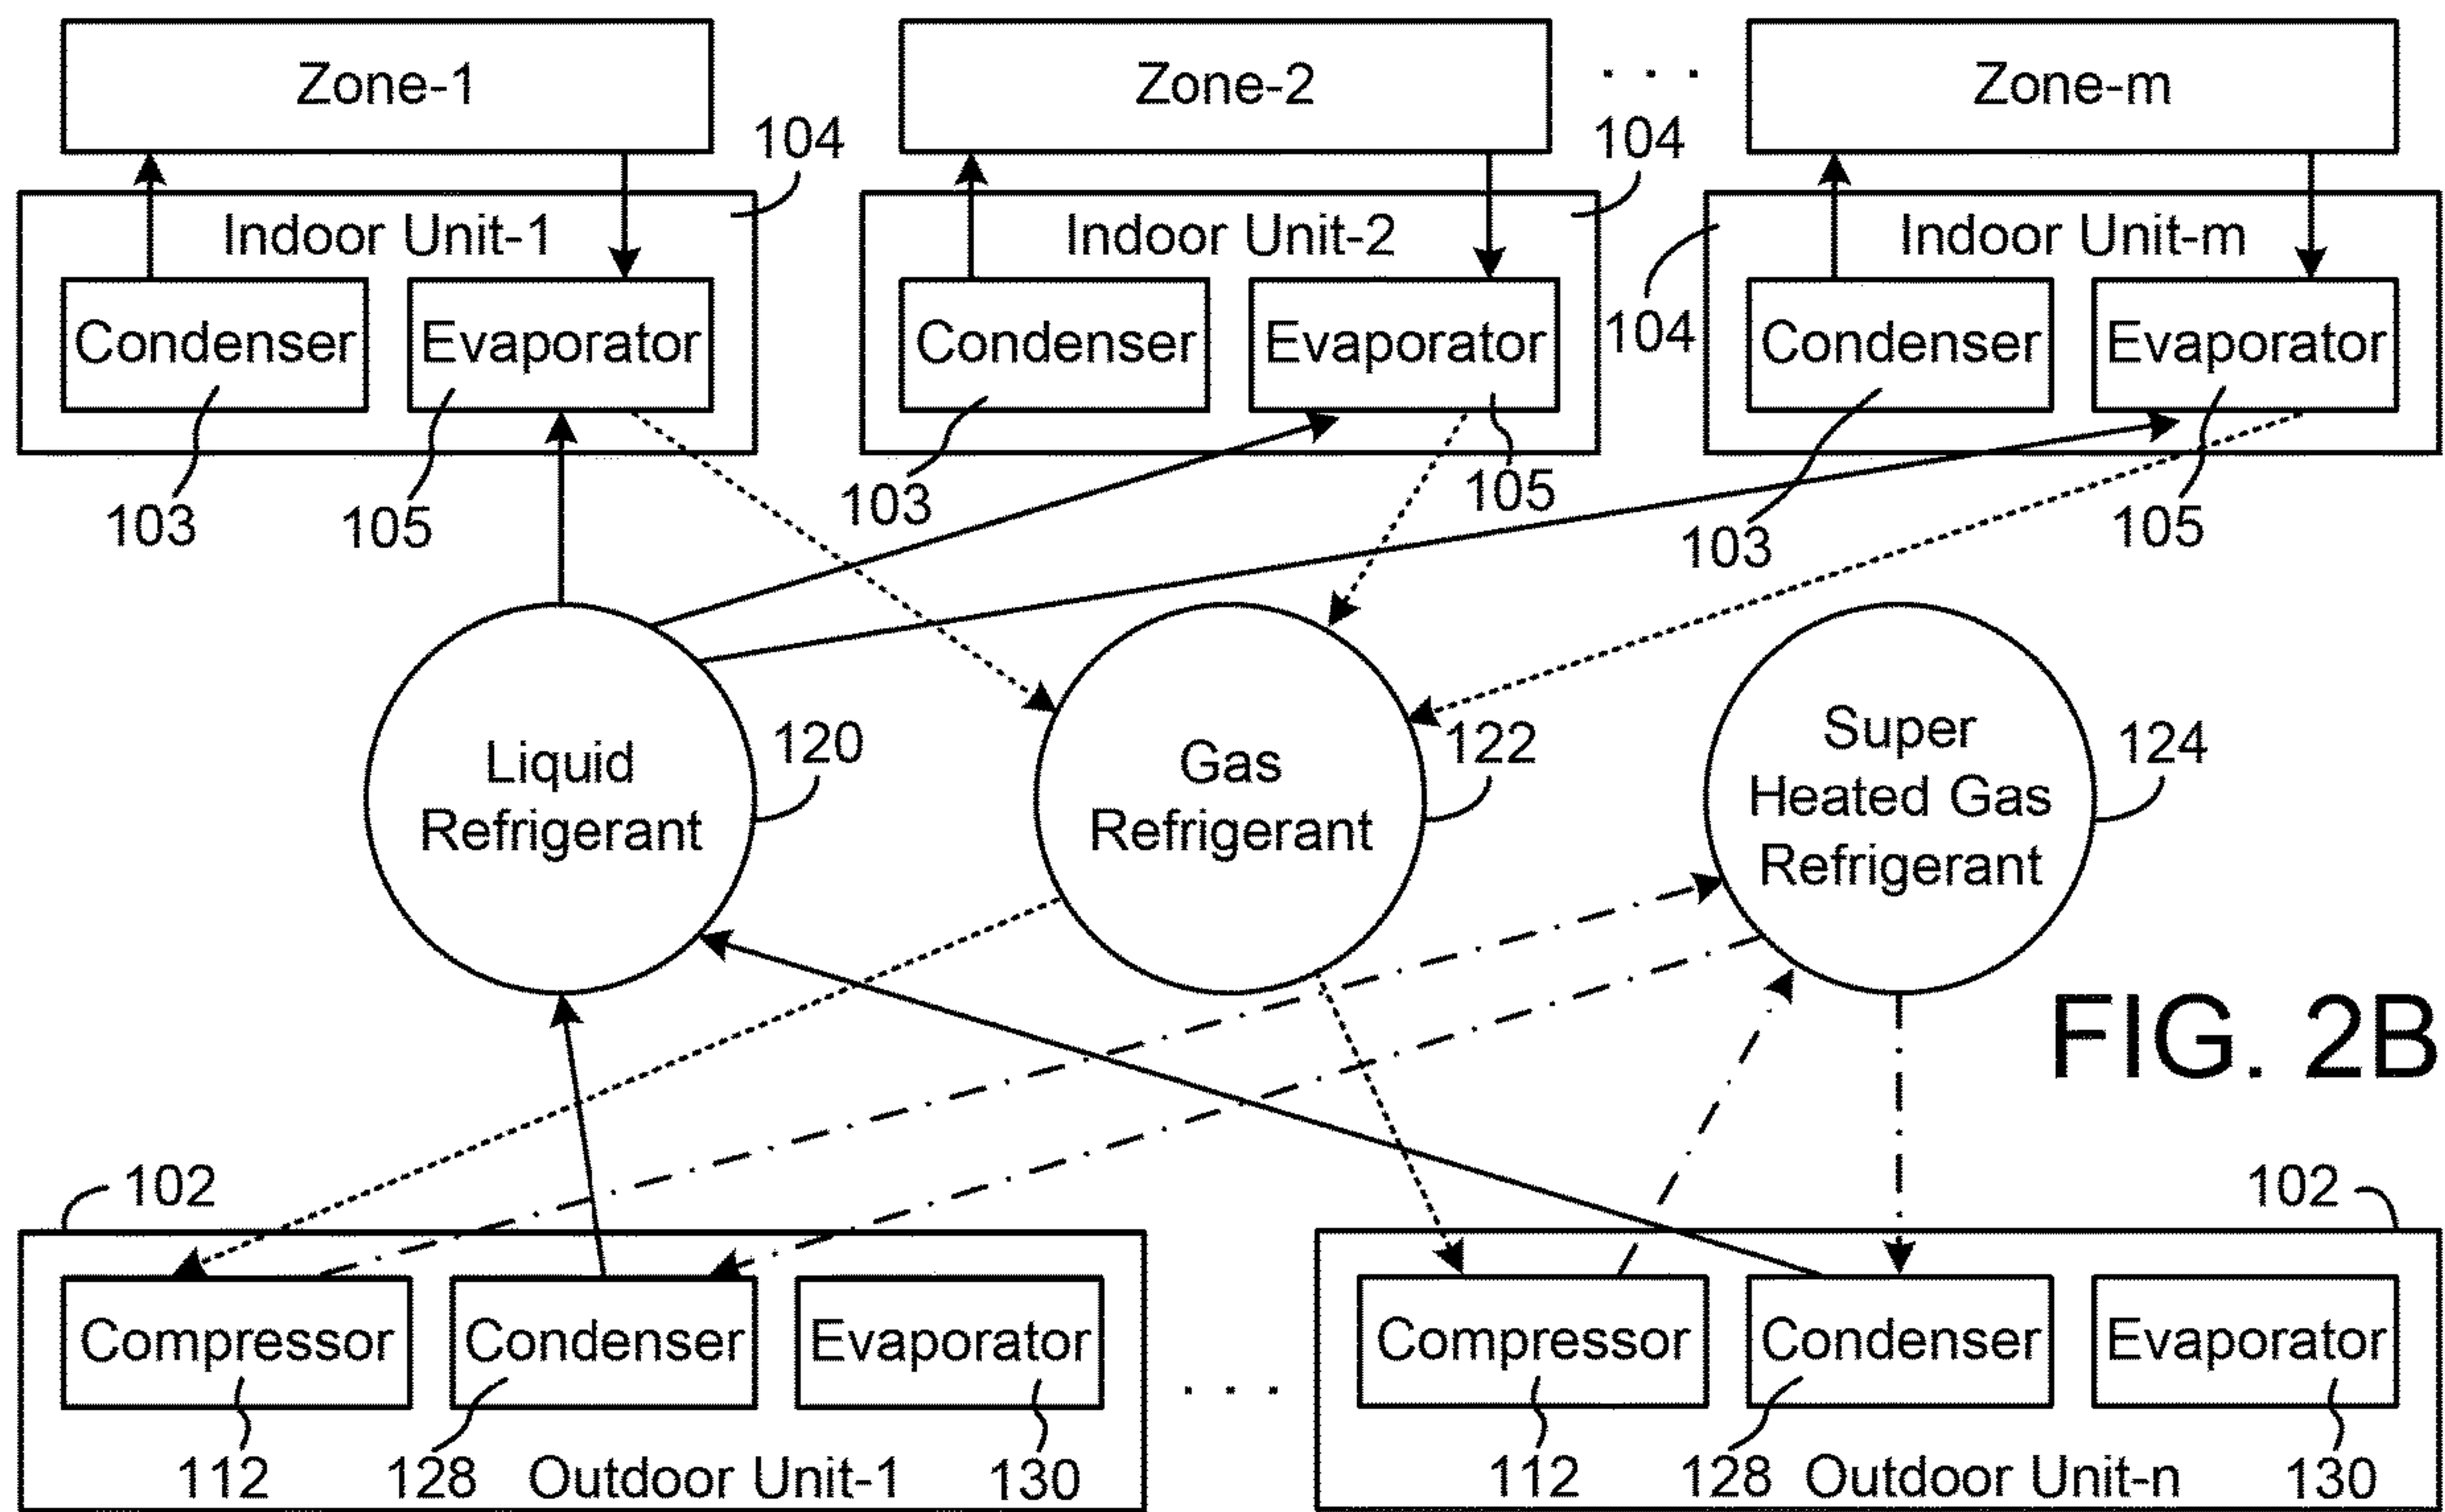 Zone-1
Zone-2
. . .
Zone-m
104
104
Indoor Unit-1
Indoor Unit-2
Indoor Unit-m
104
Condenser
Evaporator
Condenser
Evaporator
Condenser
Evaporator
103
105
103
105
103
105
Liquid
Refrigerant
120
Gas
Refrigerant
122
Super
Heated Gas
Refrigerant
124
FIG. 2B
102
102
Compressor
Condenser
Evaporator
. . .
Compressor
Condenser
Evaporator
112
128
Outdoor Unit-1
130
112
128
Outdoor Unit-n
130